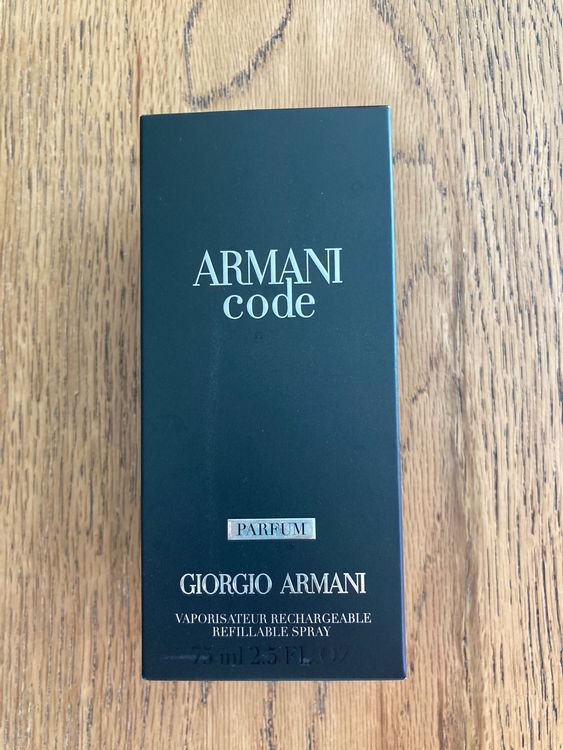 ARMANI
code
PARFUM
GIORGIO ARMANI
VAPORISATEUR RECHARGEABLE
REFILLABLE SPRAY
75 ml 2.5 FL. OZ